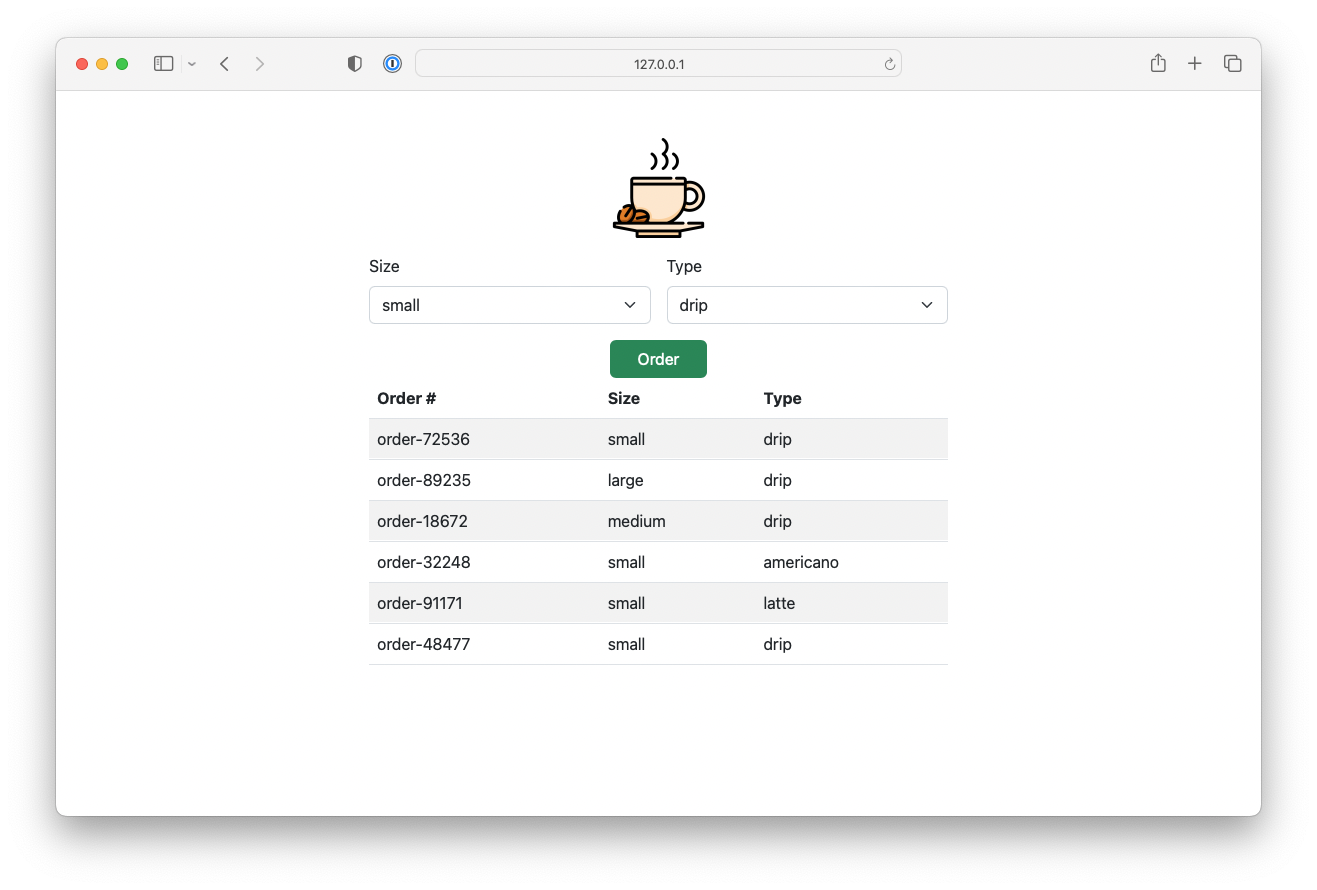 127.0.0.1
Size Type
small drip
Order
Order # Size Type
order-72536 small drip
order-89235 large drip
order-18672 medium drip
order-32248 small americano
order-91171 small latte
order-48477 small drip